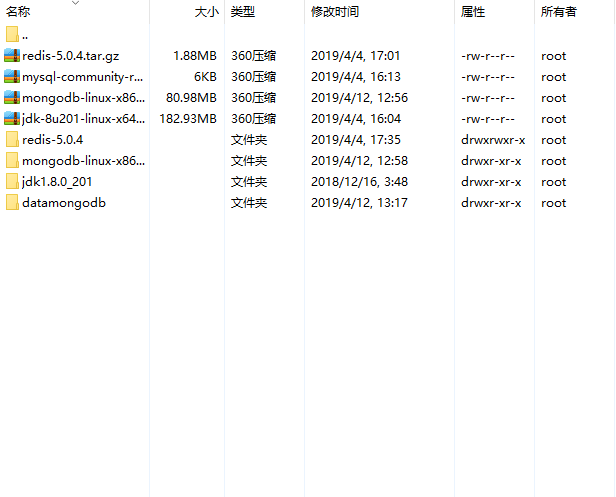 名称 大小 类型 修改时间 属性 所有者
..
redis-5.0.4.tar.gz 1.88MB 360压缩 2019/4/4, 17:01 -rw-r--r-- root
mysql-community-r... 6KB 360压缩 2019/4/4, 16:13 -rw-r--r-- root
mongodb-linux-x86... 80.98MB 360压缩 2019/4/12, 12:56 -rw-r--r-- root
jdk-8u201-linux-x64... 182.93MB 360压缩 2019/4/4, 16:04 -rw-r--r-- root
redis-5.0.4 文件夹 2019/4/4, 17:35 drwxrwxr-x root
mongodb-linux-x86... 文件夹 2019/4/12, 12:58 drwxr-xr-x root
jdk1.8.0_201 文件夹 2018/12/16, 3:48 drwxr-xr-x root
datamongodb 文件夹 2019/4/12, 13:17 drwxr-xr-x root